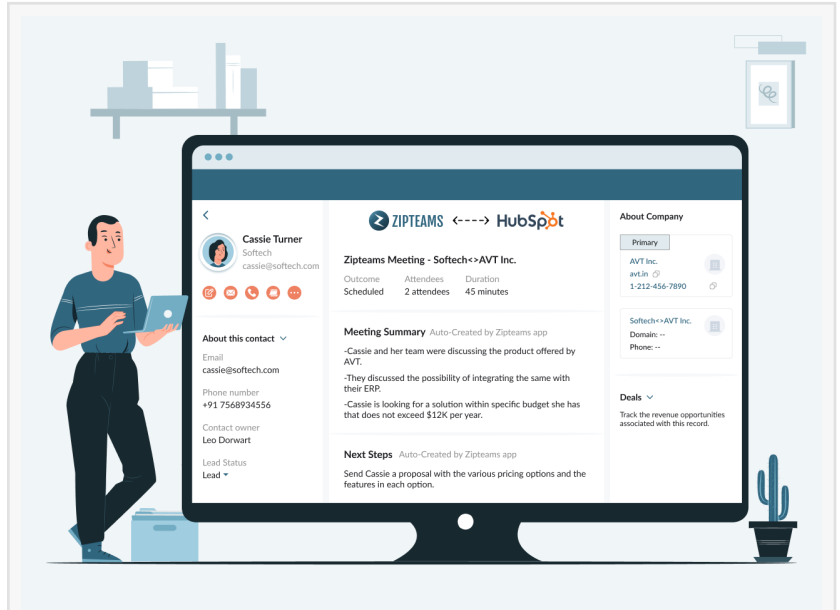 Cassie Turner
Softech
cassie@softech.com
About this contact
Email
cassie@softech.com
Phone number
+91 7568934556
Contact owner
Leo Dorwart
Lead Status
Lead
ZIPTEAMS <----> HubSpot
Zipteams Meeting - Softech<>AVT Inc.
Outcome Attendees Duration
Scheduled 2 attendees 45 minutes
Meeting Summary Auto-Created by Zipteams app
-Cassie and her team were discussing the product offered by
AVT.
-They discussed the possibility of integrating the same with
their ERP.
-Cassie is looking for a solution within specific budget she has
that does not exceed $12K per year.
Next Steps Auto-Created by Zipteams app
Send Cassie a proposal with the various pricing options and the
features in each option.
About Company
Primary
AVT Inc.
avt.in
1-212-456-7890
Softech<>AVT Inc.
Domain: --
Phone: --
Deals
Track the revenue opportunities
associated with this record.